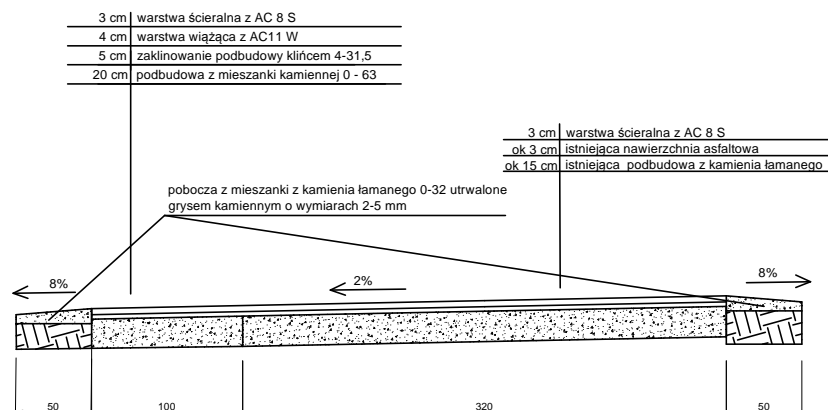 3 cm warstwa ścieralna z AC 8 S
4 cm warstwa wiążąca z AC11 W
5 cm zaklinowanie podbudowy klińcem 4-31,5
20 cm podbudowa z mieszanki kamiennej 0 - 63
3 cm warstwa ścieralna z AC 8 S
ok 3 cm istniejąca nawierzchnia asfaltowa
ok 15 cm istniejąca podbudowa z kamienia łamanego
pobocza z mieszanki z kamienia łamanego 0-32 utrwalone
grysem kamiennym o wymiarach 2-5 mm
8%
2%
8%
50
100
320
50